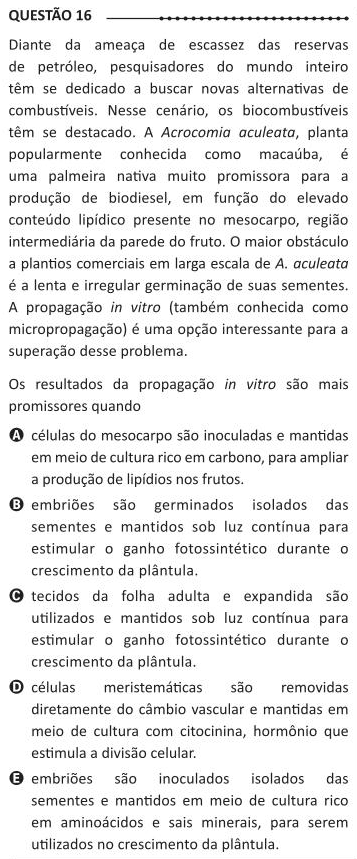 QUESTÃO 16
Diante da ameaça de escassez das reservas
de petróleo, pesquisadores do mundo inteiro
têm se dedicado a buscar novas alternativas de
combustíveis. Nesse cenário, os biocombustíveis
têm se destacado. A Acrocomia aculeata, planta
popularmente conhecida como macaúba, é
uma palmeira nativa muito promissora para a
produção de biodiesel, em função do elevado
conteúdo lipídico presente no mesocarpo, região
intermediária da parede do fruto. O maior obstáculo
a plantios comerciais em larga escala de A. aculeata
é a lenta e irregular germinação de suas sementes.
A propagação in vitro (também conhecida como
micropropagação) é uma opção interessante para a
superação desse problema.
Os resultados da propagação in vitro são mais
promissores quando
A células do mesocarpo são inoculadas e mantidas
em meio de cultura rico em carbono, para ampliar
a produção de lipídios nos frutos.
B embriões são germinados isolados das
sementes e mantidos sob luz contínua para
estimular o ganho fotossintético durante o
crescimento da plântula.
C tecidos da folha adulta e expandida são
utilizados e mantidos sob luz contínua para
estimular o ganho fotossintético durante o
crescimento da plântula.
D células meristemáticas são removidas
diretamente do câmbio vascular e mantidas em
meio de cultura com citocinina, hormônio que
estimula a divisão celular.
E embriões são inoculados isolados das
sementes e mantidos em meio de cultura rico
em aminoácidos e sais minerais, para serem
utilizados no crescimento da plântula.